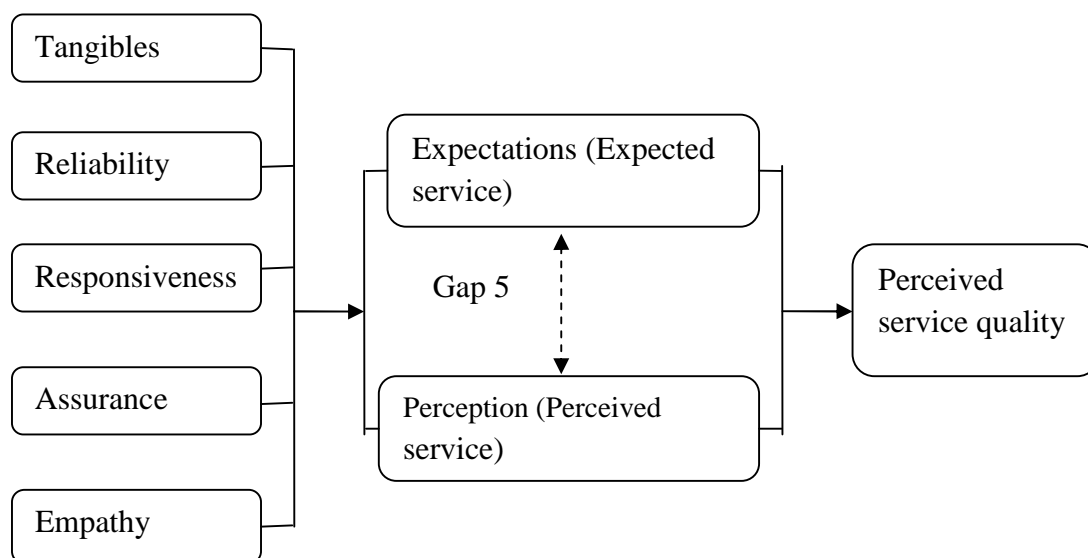 Tangibles
Reliability
Responsiveness
Assurance
Empathy
Expectations (Expected
service)
Gap 5
Perception (Perceived
service)
Perceived
service quality